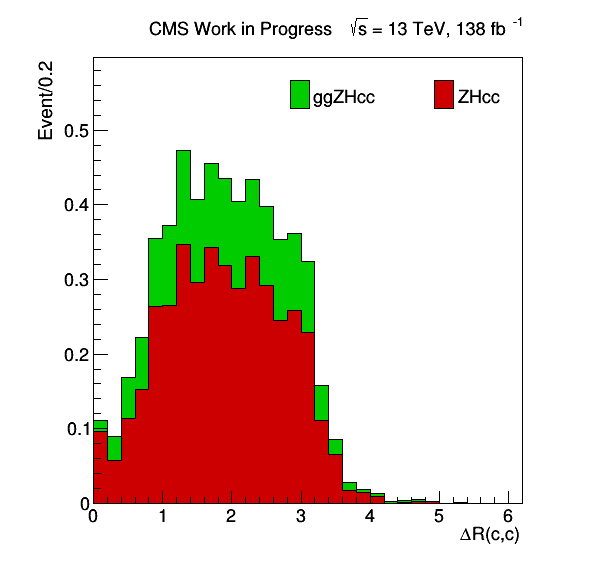 CMS Work in Progress √s = 13 TeV, 138 fb -1
Event/0.2
ggZHcc
ZHcc
0.5
0.4
0.3
0.2
0.1
0
0 1 2 3 4 5 6
ΔR(c,c)